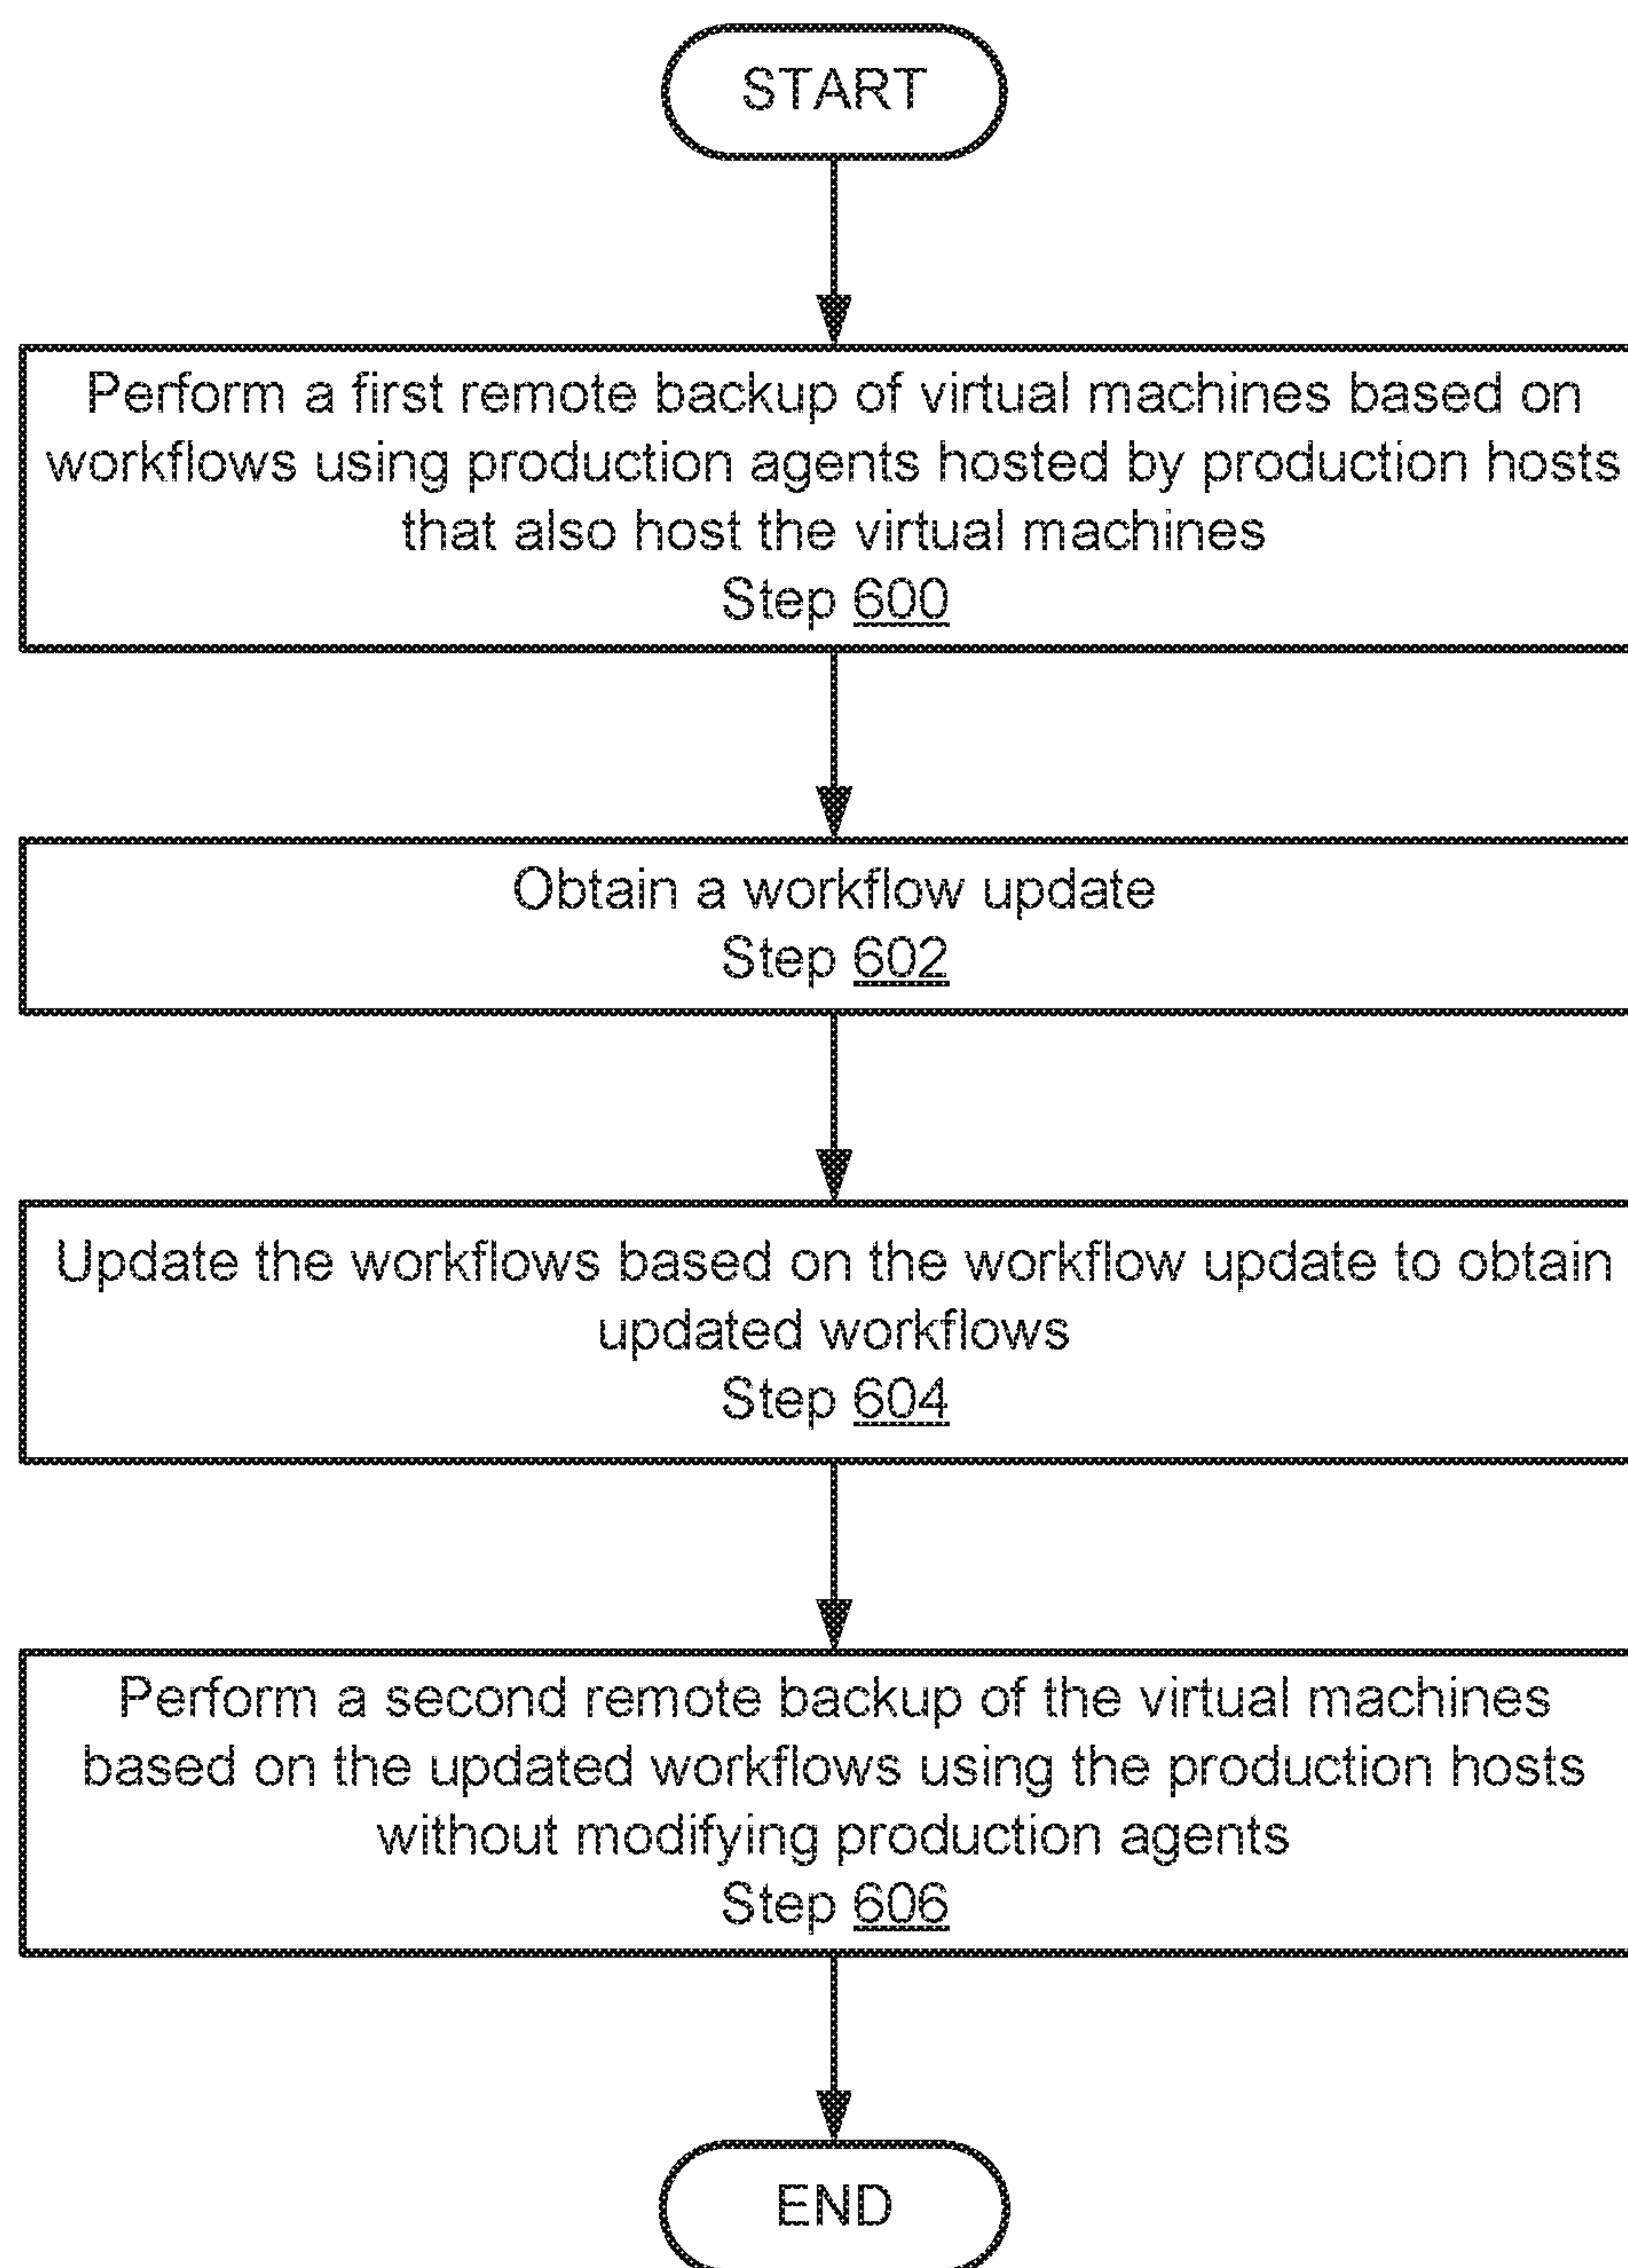 START
Perform a first remote backup of virtual machines based on
workflows using production agents hosted by production hosts
that also host the virtual machines
Step 600
Obtain a workflow update
Step 602
Update the workflows based on the workflow update to obtain
updated workflows
Step 604
Perform a second remote backup of the virtual machines
based on the updated workflows using the production hosts
without modifying production agents
Step 606
END